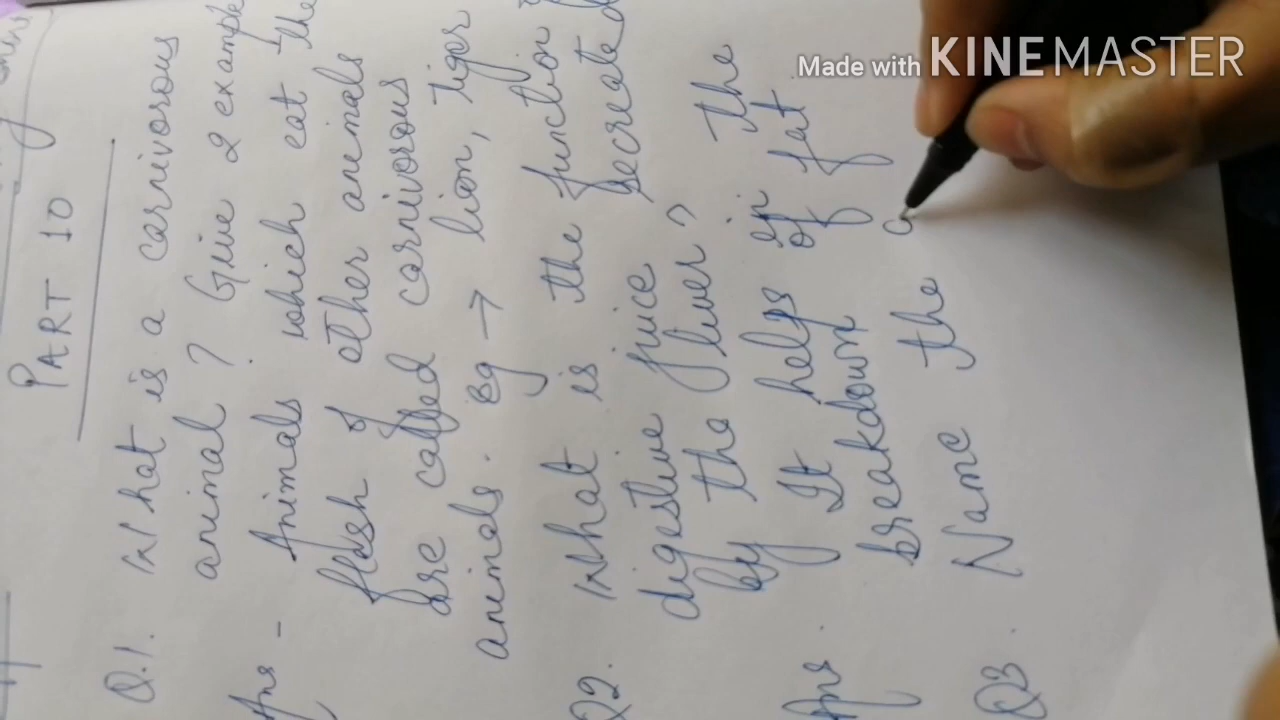 PART 10
Q.1. What is a carnivorous
animal ? Give 2 example
Ans - Animals which eat the
flesh of other animals
are called carnivorous
animals. Eg → lion, tiger
Q2. What is the function
digestive juice secreated
by the liver ?
Ans. It helps in the
breakdown of fat
Q3. Name the
Made with KINEMASTER